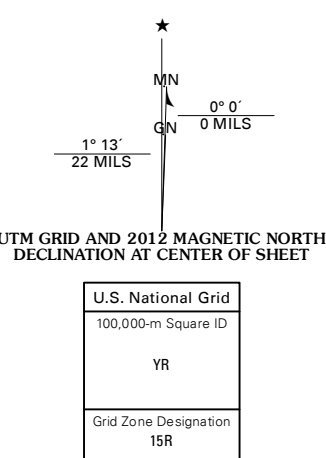 ★
MN
0° 0´
GN
0 MILS
1° 13´
22 MILS
UTM GRID AND 2012 MAGNETIC NORTH
DECLINATION AT CENTER OF SHEET
U.S. National Grid
100,000-m Square ID
YR
Grid Zone Designation
15R